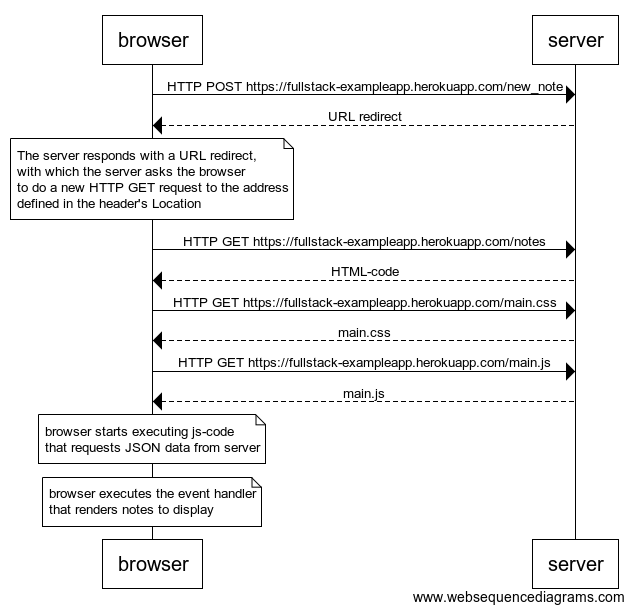 browser
server
HTTP POST https://fullstack-exampleapp.herokuapp.com/new_note
URL redirect
The server responds with a URL redirect,
with which the server asks the browser
to do a new HTTP GET request to the address
defined in the header's Location
HTTP GET https://fullstack-exampleapp.herokuapp.com/notes
HTML-code
HTTP GET https://fullstack-exampleapp.herokuapp.com/main.css
main.css
HTTP GET https://fullstack-exampleapp.herokuapp.com/main.js
main.js
browser starts executing js-code
that requests JSON data from server
browser executes the event handler
that renders notes to display
browser
server
www.websequencediagrams.com